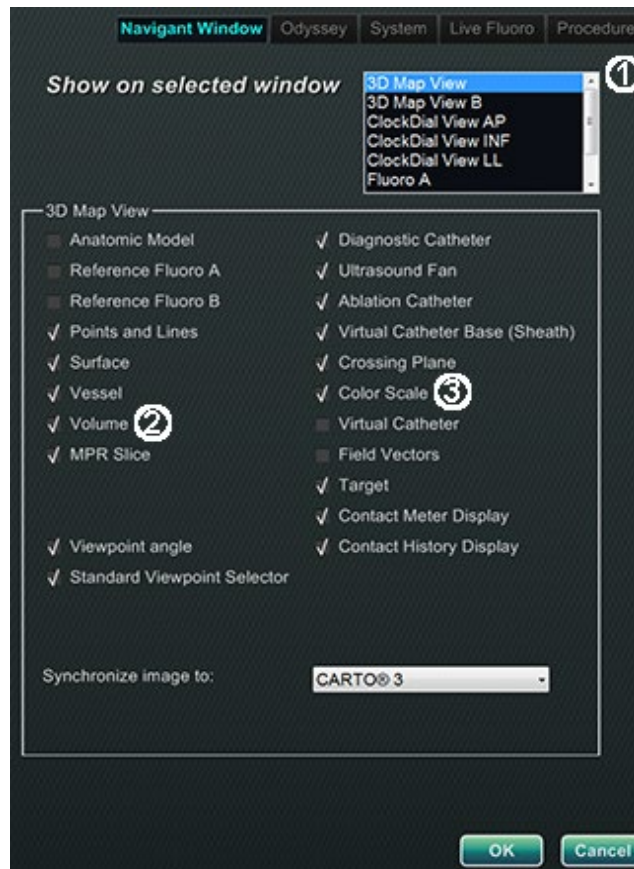 Navigant Window Odyssey System Live Fluoro Procedure
Show on selected window
3D Map View
3D Map View B
ClockDial View AP
ClockDial View INF
ClockDial View LL
Fluoro A
1
3D Map View
Anatomic Model
Reference Fluoro A
Reference Fluoro B
Points and Lines
Surface
Vessel
Volume 2
MPR Slice
Viewpoint angle
Standard Viewpoint Selector
Diagnostic Catheter
Ultrasound Fan
Ablation Catheter
Virtual Catheter Base (Sheath)
Crossing Plane
Color Scale 3
Virtual Catheter
Field Vectors
Target
Contact Meter Display
Contact History Display
Synchronize image to: CARTO® 3
OK Cancel